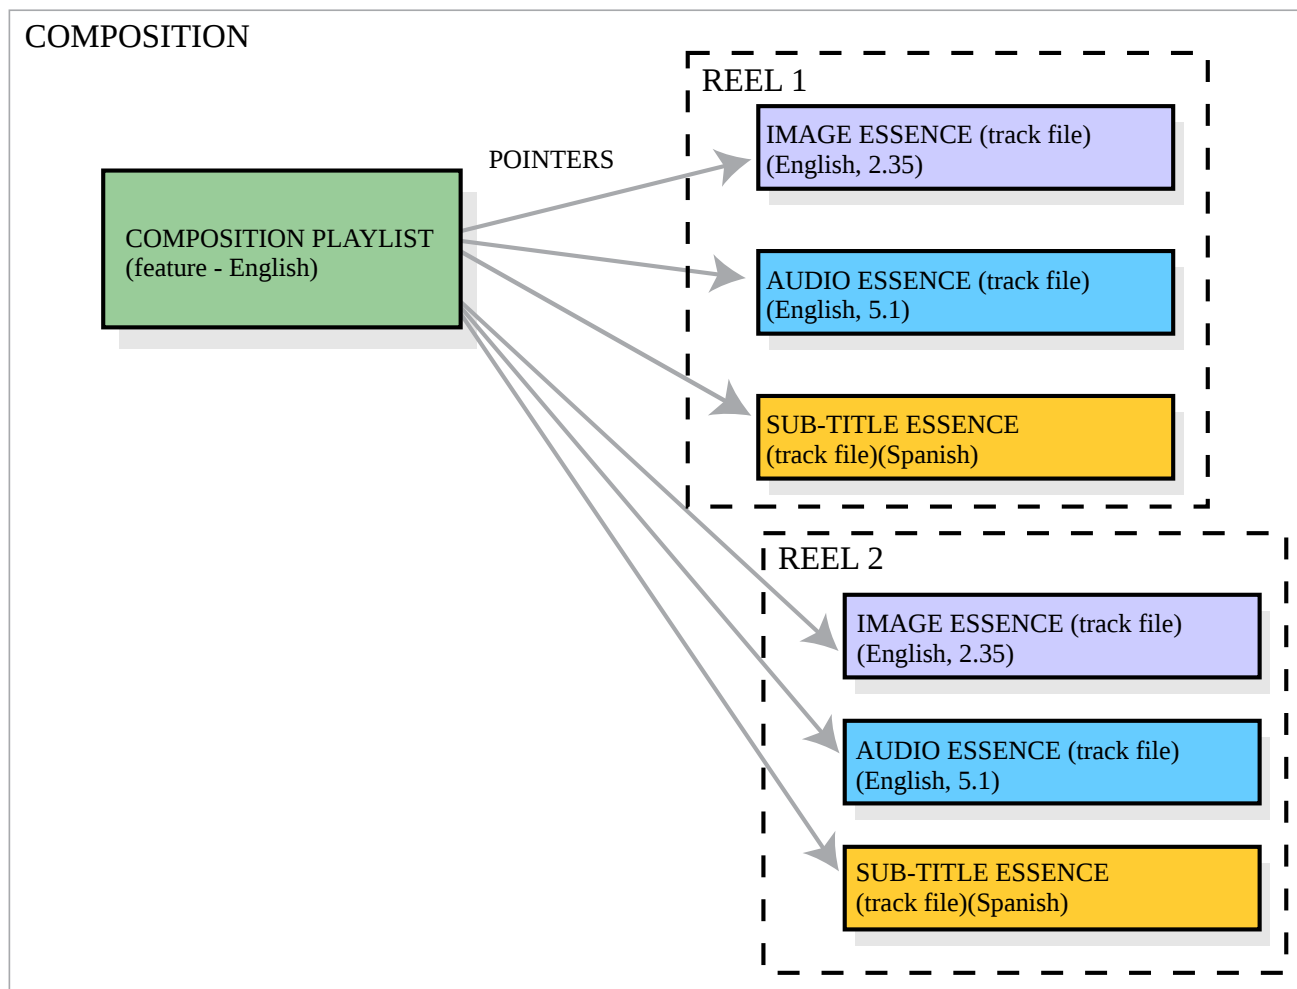 COMPOSITION
REEL 1
IMAGE ESSENCE (track file)
(English, 2.35)
POINTERS
COMPOSITION PLAYLIST
(feature - English)
AUDIO ESSENCE (track file)
(English, 5.1)
SUB-TITLE ESSENCE
(track file)(Spanish)
REEL 2
IMAGE ESSENCE (track file)
(English, 2.35)
AUDIO ESSENCE (track file)
(English, 5.1)
SUB-TITLE ESSENCE
(track file)(Spanish)